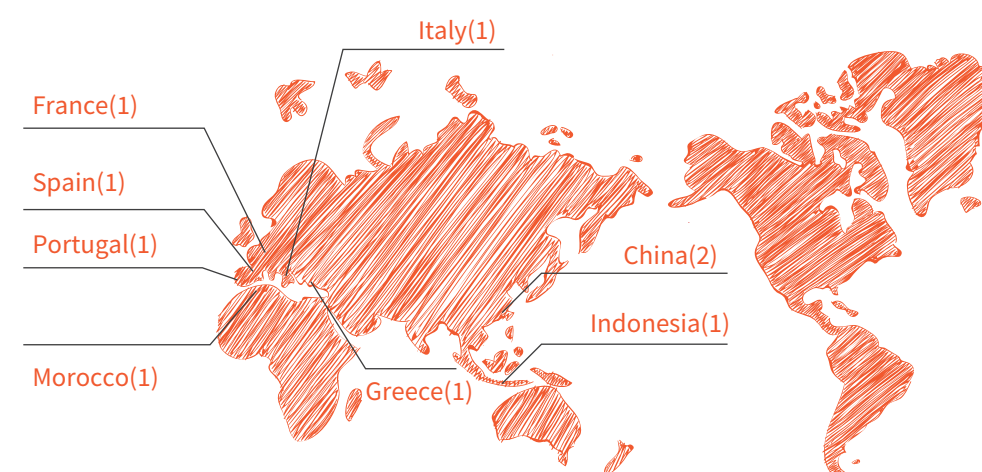 Italy(1)
France(1)
Spain(1)
Portugal(1)
China(2)
Indonesia(1)
Morocco(1)
Greece(1)